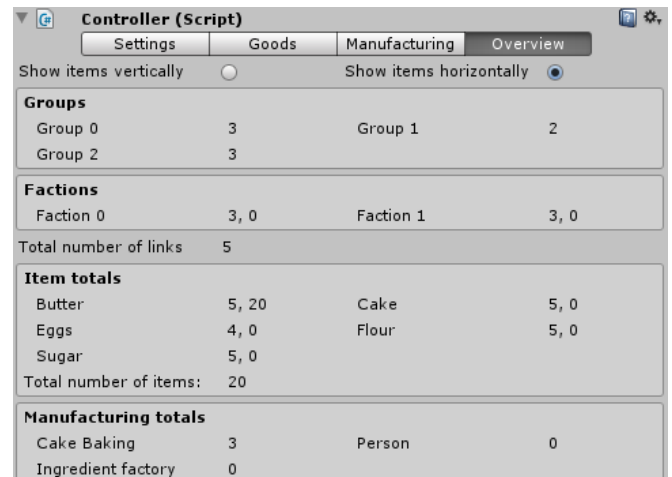 Controller (Script)
Settings Goods Manufacturing Overview
Show items vertically Show items horizontally
Groups
Group 0 3 Group 1 2
Group 2 3
Factions
Faction 0 3, 0 Faction 1 3, 0
Total number of links 5
Item totals
Butter 5, 20 Cake 5, 0
Eggs 4, 0 Flour 5, 0
Sugar 5, 0
Total number of items: 20
Manufacturing totals
Cake Baking 3 Person 0
Ingredient factory 0